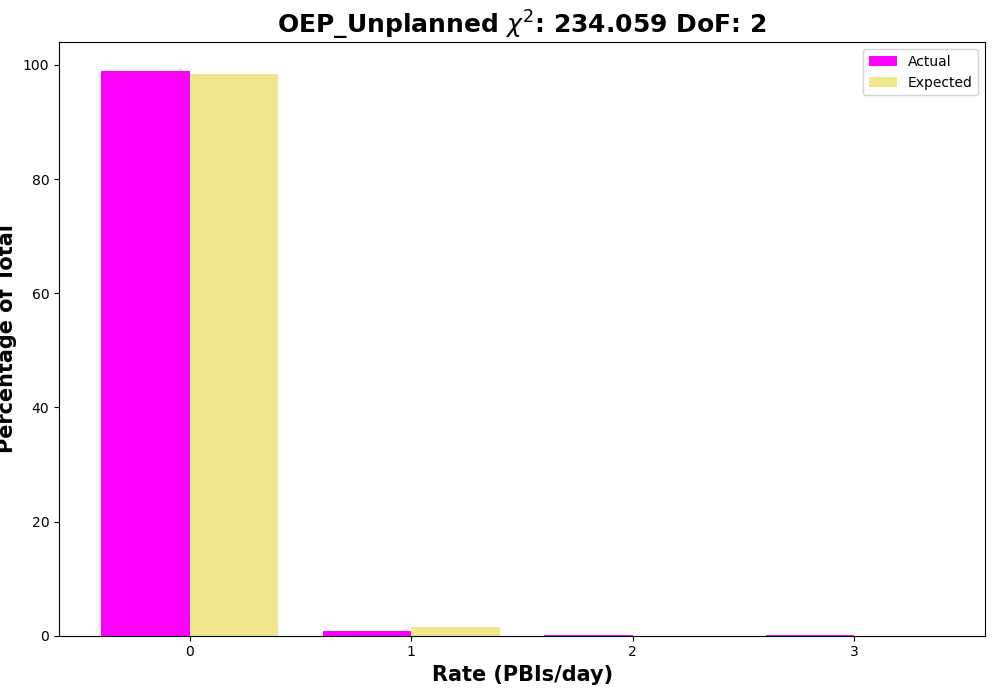 OEP_Unplanned χ²: 234.059 DoF: 2
Actual
Expected
100
80
60
40
20
0
Percentage of Total
0 1 2 3
Rate (PBIs/day)